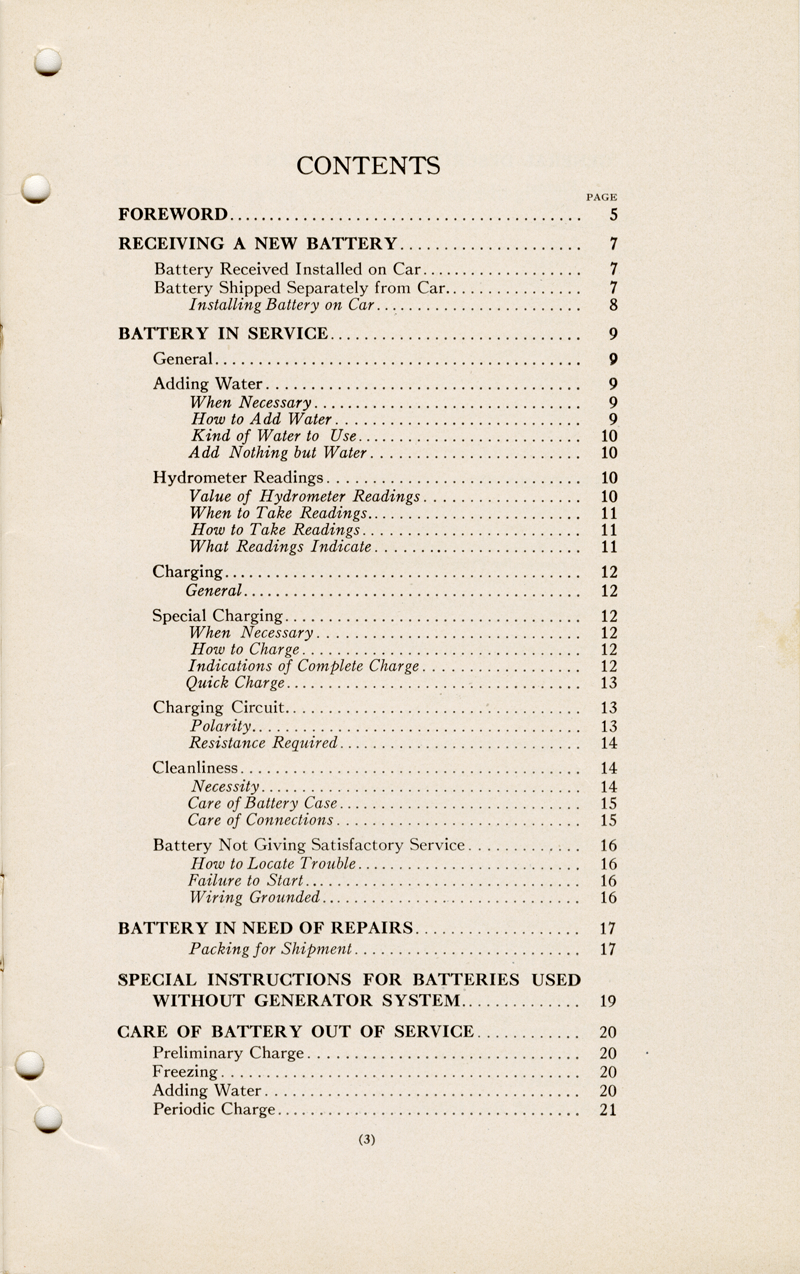 CONTENTS
PAGE
FOREWORD........................................ 5
RECEIVING A NEW BATTERY..................... 7
Battery Received Installed on Car................... 7
Battery Shipped Separately from Car................ 7
Installing Battery on Car........................ 8
BATTERY IN SERVICE............................. 9
General.......................................... 9
Adding Water.................................... 9
When Necessary............................... 9
How to Add Water............................ 9
Kind of Water to Use.......................... 10
Add Nothing but Water........................ 10
Hydrometer Readings............................. 10
Value of Hydrometer Readings.................. 10
When to Take Readings........................ 11
How to Take Readings......................... 11
What Readings Indicate........................ 11
Charging......................................... 12
General....................................... 12
Special Charging.................................. 12
When Necessary............................... 12
How to Charge................................ 12
Indications of Complete Charge.................. 12
Quick Charge.................................. 13
Charging Circuit.................................. 13
Polarity...................................... 13
Resistance Required............................ 14
Cleanliness....................................... 14
Necessity..................................... 14
Care of Battery Case............................ 15
Care of Connections............................ 15
Battery Not Giving Satisfactory Service............. 16
How to Locate Trouble.......................... 16
Failure to Start................................ 16
Wiring Grounded.............................. 16
BATTERY IN NEED OF REPAIRS................... 17
Packing for Shipment.......................... 17
SPECIAL INSTRUCTIONS FOR BATTERIES USED
WITHOUT GENERATOR SYSTEM.............. 19
CARE OF BATTERY OUT OF SERVICE............ 20
Preliminary Charge............................... 20
Freezing......................................... 20
Adding Water.................................... 20
Periodic Charge................................... 21
(3)